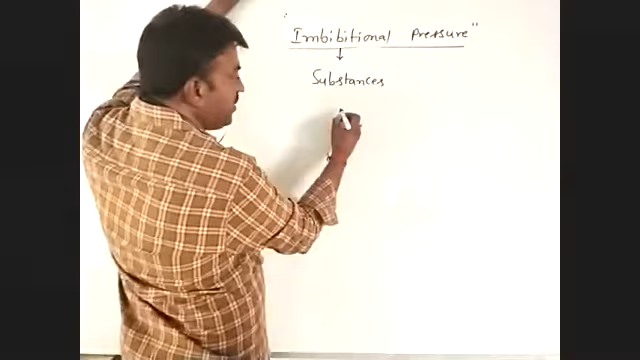 "Imbibitional Pressure"
↓
Substances